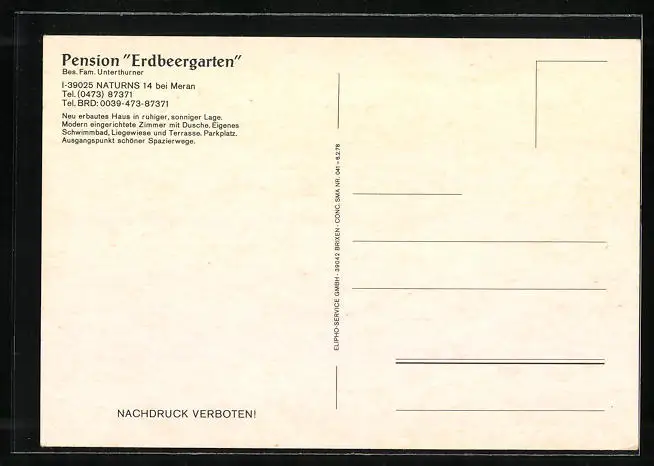 Pension "Erdbeergarten"
Bes. Fam. Unterthurner
I-39025 NATURNS 14 bei Meran
Tel. (0473) 87371
Tel. BRD: 0039-473-87371
Neu erbautes Haus in ruhiger, sonniger Lage.
Modern eingerichtete Zimmer mit Dusche. Eigenes
Schwimmbad, Liegewiese und Terrasse. Parkplatz.
Ausgangspunkt schöner Spazierwege.
ELIPHO-SERVICE GMBH - 39042 BRIXEN - CONC. SMA NR. 041 - 6.2.78
NACHDRUCK VERBOTEN!